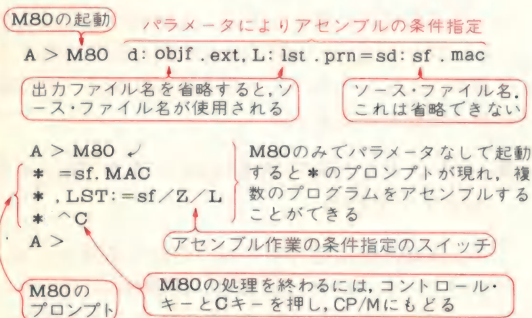 M80の起動
パラメータによりアセンブルの条件指定
A > M80 d: objf .ext, L: lst .prn=sd: sf .mac
出力ファイル名を省略すると,ソ
ース・ファイル名が使用される
ソース・ファイル名.
これは省略できない
A > M80 ↙
* =sf. MAC
* , LST:=sf/Z/L
* ^C
A >
M80のみでパラメータなしで起動
すると*のプロンプトが現れ, 複
数のプログラムをアセンブルする
ことができる
アセンブル作業の条件指定のスイッチ
M80の
プロンプト
M80の処理を終わるには,コントロール・
キーとCキーを押し,CP/Mにもどる